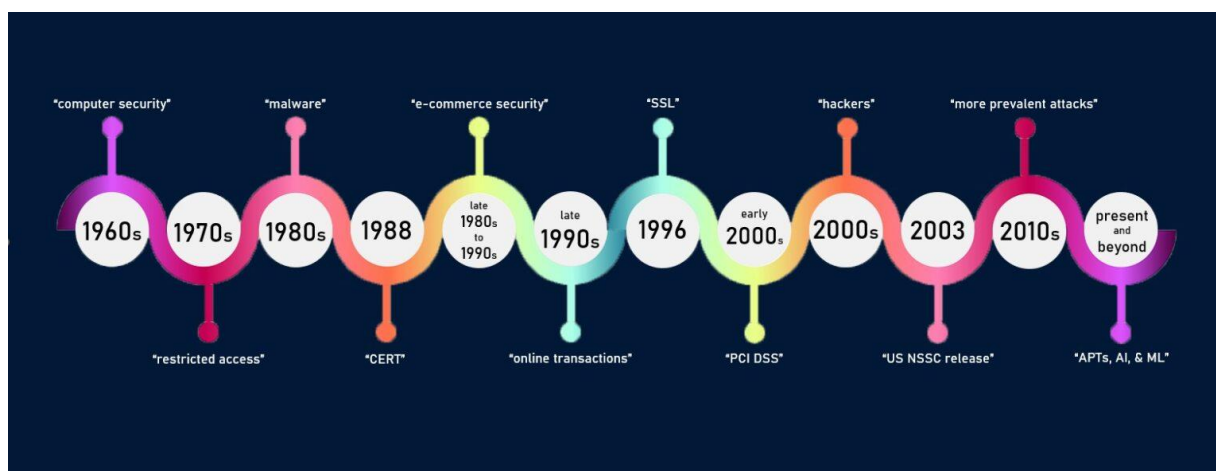 "computer security"
"malware"
"e-commerce security"
"SSL"
"hackers"
"more prevalent attacks"
1960s
1970s
1980s
1988
late
1980s
to
1990s
late
1990s
1996
early
2000s
2000s
2003
2010s
present
and
beyond
"restricted access"
"CERT"
"online transactions"
"PCI DSS"
"US NSSC release"
"APTs, AI, & ML"